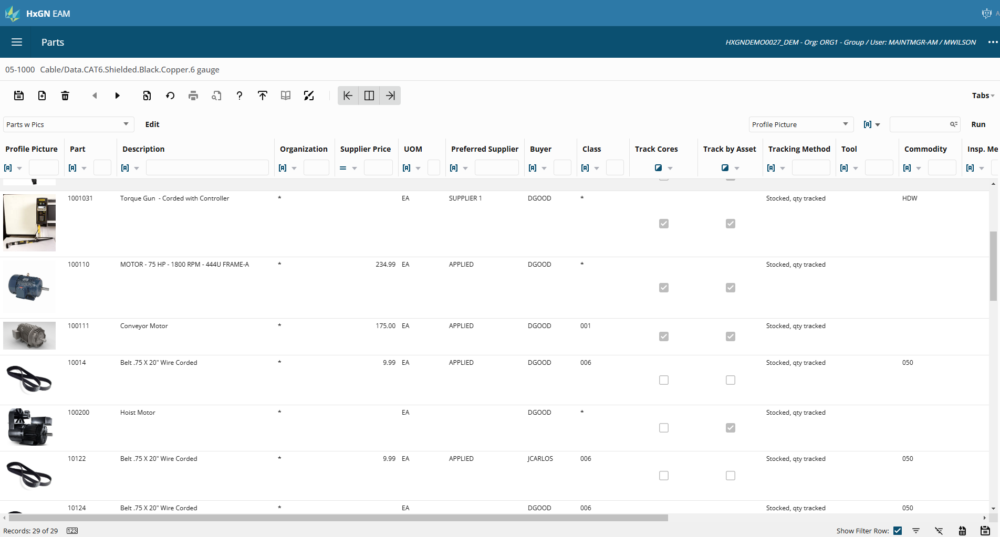 HxGN EAM
A
Parts
HXGNDEMO0027_DEM - Org: ORG1 - Group / User: MAINTMGR-AM / MWILSON
05-1000 Cable/Data.CAT6.Shielded.Black.Copper.6 gauge
Tabs
Parts w Pics Edit Profile Picture [A] Run
Profile Picture Part Description Organization Supplier Price UOM Preferred Supplier Buyer Class Track Cores Track by Asset Tracking Method Tool Commodity Insp. Me
[A] [A] [A] [A] = [A] [A] [A] [A] [A] [A] [A] [A]
1001031 Torque Gun - Corded with Controller * EA SUPPLIER 1 DGOOD * Stocked, qty tracked HDW
100110 MOTOR - 75 HP - 1800 RPM - 444U FRAME-A * 234.99 EA APPLIED DGOOD * Stocked, qty tracked
100111 Conveyor Motor * 175.00 EA APPLIED DGOOD 001 Stocked, qty tracked
10014 Belt .75 X 20" Wire Corded * 9.99 EA APPLIED DGOOD 006 Stocked, qty tracked 050
100200 Hoist Motor * EA DGOOD * Stocked, qty tracked
10122 Belt .75 X 20" Wire Corded * 9.99 EA APPLIED JCARLOS 006 Stocked, qty tracked 050
10124 Belt .75 X 20" Wire Corded * EA DGOOD 006 Stocked, qty tracked 050
Records: 29 of 29 123 Show Filter Row: